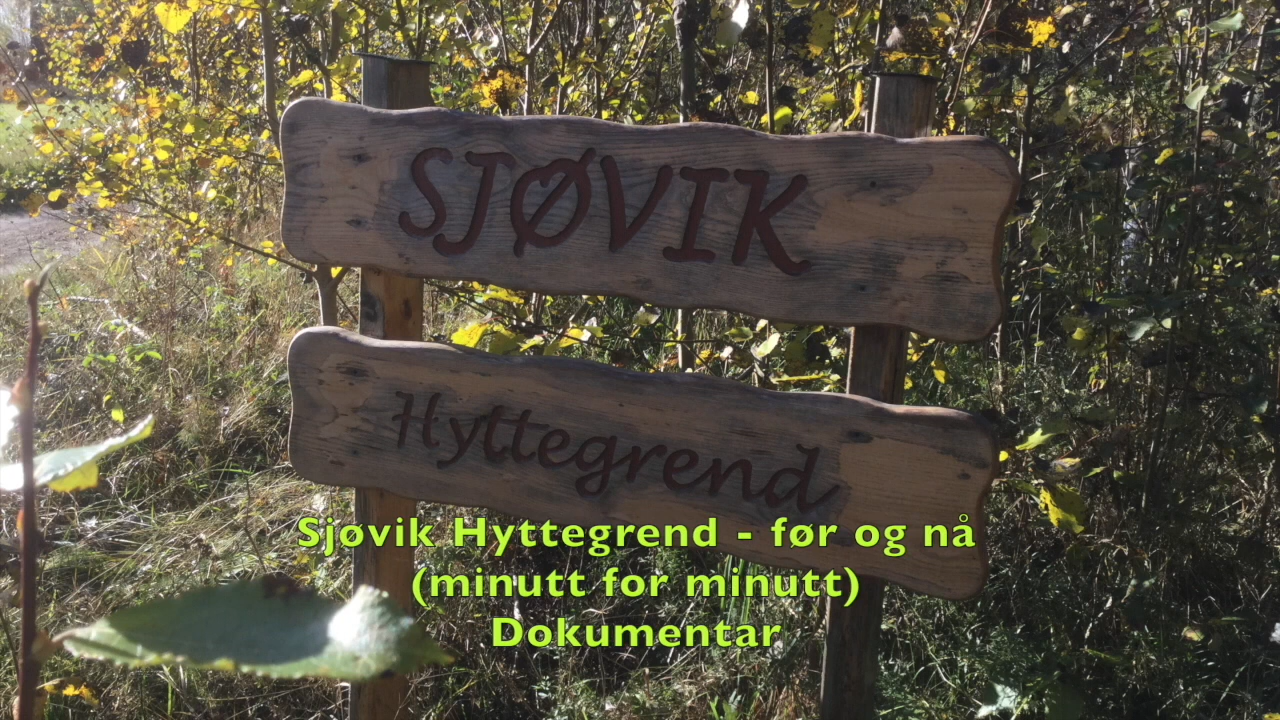 SJØVIK
Hyttegrend
Sjøvik Hyttegrend - før og nå
(minutt for minutt)
Dokumentar